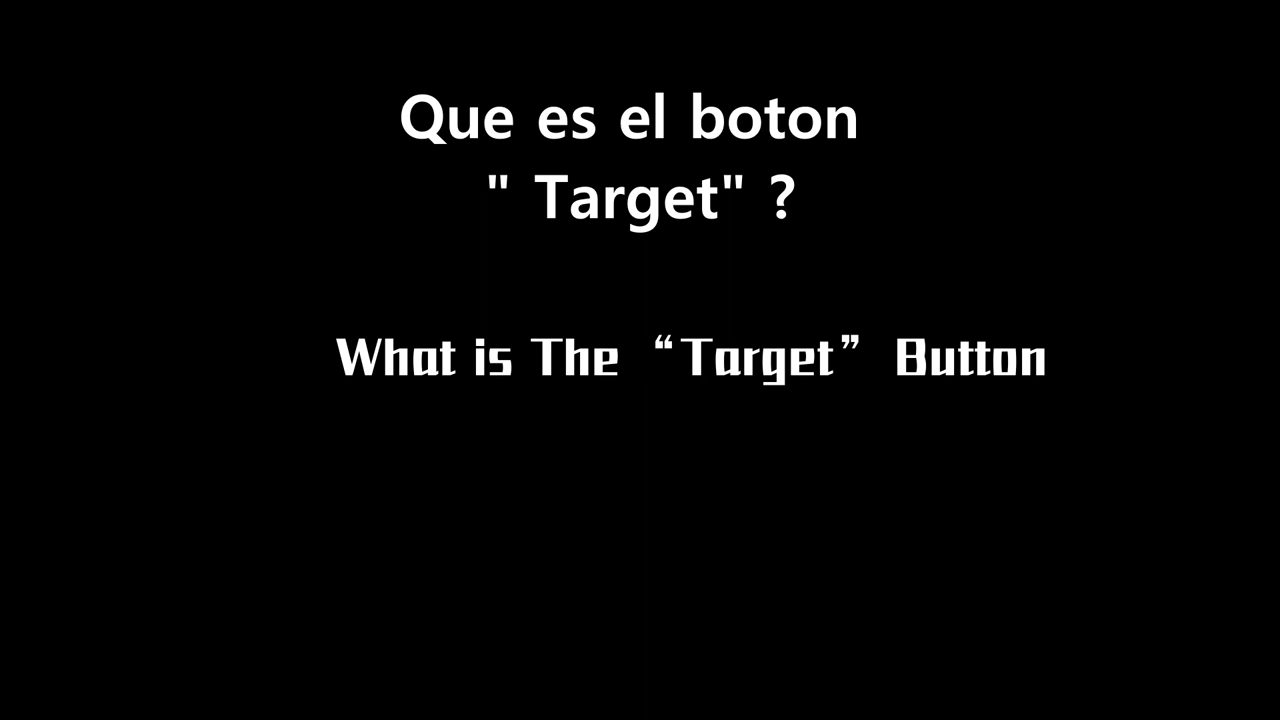 Que es el boton
" Target" ?
What is The “Target” Button